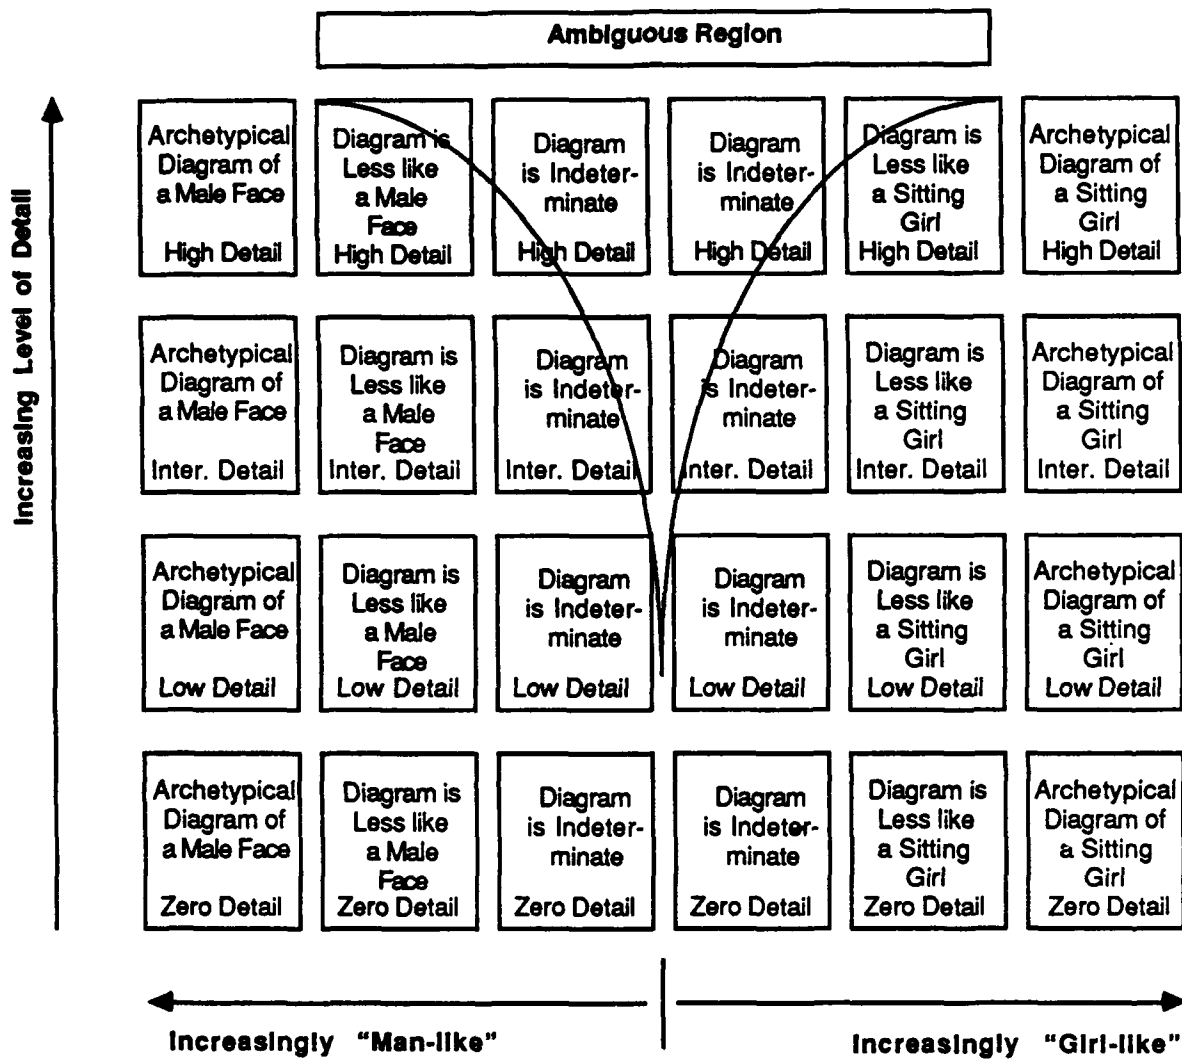 Ambiguous Region
Increasing Level of Detail
Archetypical
Diagram of
a Male Face
High Detail
Diagram is
Less like
a Male
Face
High Detail
Diagram
is Indeter-
minate
High Detail
Diagram
is Indeter-
minate
High Detail
Diagram is
Less like
a Sitting
Girl
High Detail
Archetypical
Diagram of
a Sitting
Girl
High Detail
Archetypical
Diagram of
a Male Face
Inter. Detail
Diagram is
Less like
a Male
Face
Inter. Detail
Diagram
is Indeter-
minate
Inter. Detail
Diagram
is Indeter-
minate
Inter. Detail
Diagram is
Less like
a Sitting
Girl
Inter. Detail
Archetypical
Diagram of
a Sitting
Girl
Inter. Detail
Archetypical
Diagram of
a Male Face
Low Detail
Diagram is
Less like
a Male
Face
Low Detail
Diagram
is Indeter-
minate
Low Detail
Diagram
is Indeter-
minate
Low Detail
Diagram is
Less like
a Sitting
Girl
Low Detail
Archetypical
Diagram of
a Sitting
Girl
Low Detail
Archetypical
Diagram of
a Male Face
Zero Detail
Diagram is
Less like
a Male
Face
Zero Detail
Diagram
is Indeter-
minate
Zero Detail
Diagram
is Indeter-
minate
Zero Detail
Diagram is
Less like
a Sitting
Girl
Zero Detail
Archetypical
Diagram of
a Sitting
Girl
Zero Detail
Increasingly "Man-like"
Increasingly "Girl-like"